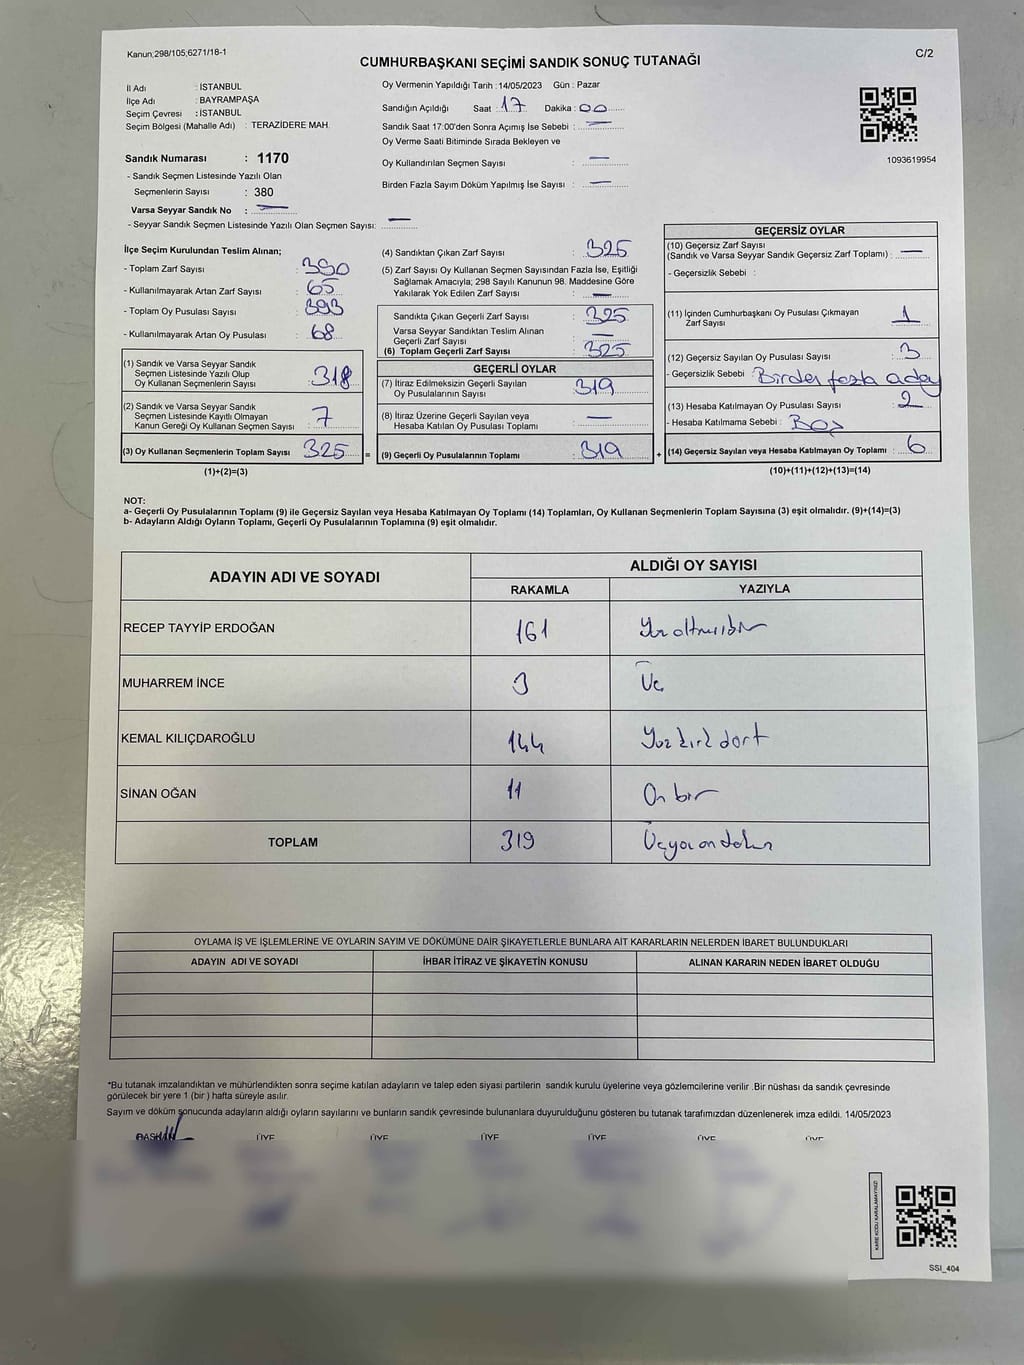 Kanun;298/105;6271/18-1
C/2
CUMHURBAŞKANI SEÇİMİ SANDIK SONUÇ TUTANAĞI
İl Adı : İSTANBUL
İlçe Adı : BAYRAMPAŞA
Seçim Çevresi : İSTANBUL
Seçim Bölgesi (Mahalle Adı) : TERAZİDERE MAH.
Oy Vermenin Yapıldığı Tarih :14/05/2023 Gün : Pazar
Sandığın Açıldığı Saat : 17 Dakika : 00
Sandık Saat 17:00'den Sonra Açımış İse Sebebi : —
Oy Verme Saati Bitiminde Sırada Bekleyen ve
Oy Kullandırılan Seçmen Sayısı : —
Birden Fazla Sayım Döküm Yapılmış İse Sayısı : —
1093619954
Sandık Numarası : 1170
- Sandık Seçmen Listesinde Yazılı Olan
Seçmenlerin Sayısı : 380
Varsa Seyyar Sandık No : —
- Seyyar Sandık Seçmen Listesinde Yazılı Olan Seçmen Sayısı: —
İlçe Seçim Kurulundan Teslim Alınan;
- Toplam Zarf Sayısı : 390
- Kullanılmayarak Artan Zarf Sayısı : 65
- Toplam Oy Pusulası Sayısı : 393
- Kullanılmayarak Artan Oy Pusulası : 68
(1) Sandık ve Varsa Seyyar Sandık
Seçmen Listesinde Yazılı Olup
Oy Kullanan Seçmenlerin Sayısı : 318
(2) Sandık ve Varsa Seyyar Sandık
Seçmen Listesinde Kayıtlı Olmayan
Kanun Gereği Oy Kullanan Seçmen Sayısı : 7
(3) Oy Kullanan Seçmenlerin Toplam Sayısı : 325
(1)+(2)=(3)
=
(4) Sandıktan Çıkan Zarf Sayısı : 325
(5) Zarf Sayısı Oy Kullanan Seçmen Sayısından Fazla İse, Eşitliği
Sağlamak Amacıyla; 298 Sayılı Kanunun 98. Maddesine Göre
Yakılarak Yok Edilen Zarf Sayısı : —
Sandıkta Çıkan Geçerli Zarf Sayısı : 325
Varsa Seyyar Sandıktan Teslim Alınan
Geçerli Zarf Sayısı : —
(6) Toplam Geçerli Zarf Sayısı : 325
GEÇERLİ OYLAR
(7) İtiraz Edilmeksizin Geçerli Sayılan
Oy Pusulalarının Sayısı : 319
(8) İtiraz Üzerine Geçerli Sayılan veya
Hesaba Katılan Oy Pusulası Toplamı : —
(9) Geçerli Oy Pusulalarının Toplamı : 319
+
GEÇERSİZ OYLAR
(10) Geçersiz Zarf Sayısı
(Sandık ve Varsa Seyyar Sandık Geçersiz Zarf Toplamı) : —
- Geçersizlik Sebebi :
(11) İçinden Cumhurbaşkanı Oy Pusulası Çıkmayan
Zarf Sayısı : 1
(12) Geçersiz Sayılan Oy Pusulası Sayısı : 3
- Geçersizlik Sebebi : Birden fazla aday
(13) Hesaba Katılmayan Oy Pusulası Sayısı : 2
- Hesaba Katılmama Sebebi : Boş
(14) Geçersiz Sayılan veya Hesaba Katılmayan Oy Toplamı : 6
(10)+(11)+(12)+(13)=(14)
NOT:
a- Geçerli Oy Pusulalarının Toplamı (9) ile Geçersiz Sayılan veya Hesaba Katılmayan Oy Toplamı (14) Toplamları, Oy Kullanan Seçmenlerin Toplam Sayısına (3) eşit olmalıdır. (9)+(14)=(3)
b- Adayların Aldığı Oyların Toplamı, Geçerli Oy Pusulalarının Toplamına (9) eşit olmalıdır.
ADAYIN ADI VE SOYADI
ALDIĞI OY SAYISI
RAKAMLA YAZIYLA
RECEP TAYYİP ERDOĞAN 161 Yüz altmışbir
MUHARREM İNCE 3 Üç
KEMAL KILIÇDAROĞLU 144 Yüz kırk dört
SİNAN OĞAN 11 On bir
TOPLAM 319 Üçyüz on dokuz
OYLAMA İŞ VE İŞLEMLERİNE VE OYLARIN SAYIM VE DÖKÜMÜNE DAİR ŞİKAYETLERLE BUNLARA AİT KARARLARIN NELERDEN İBARET BULUNDUKLARI
ADAYIN ADI VE SOYADI İHBAR İTİRAZ VE ŞİKAYETİN KONUSU ALINAN KARARIN NEDEN İBARET OLDUĞU
*Bu tutanak imzalandıktan ve mühürlendikten sonra seçime katılan adayların ve talep eden siyasi partilerin sandık kurulu üyelerine veya gözlemcilerine verilir .Bir nüshası da sandık çevresinde
görülecek bir yere 1 (bir ) hafta süreyle asılır.
Sayım ve döküm sonucunda adayların aldığı oyların sayılarını ve bunların sandık çevresinde bulunanlara duyurulduğunu gösteren bu tutanak tarafımızdan düzenlenerek imza edildi. 14/05/2023
BAŞKAN ÜYE ÜYE ÜYE ÜYE ÜYE ÜYE
KARE KODU KARALAMAYINIZ!
SSI_404